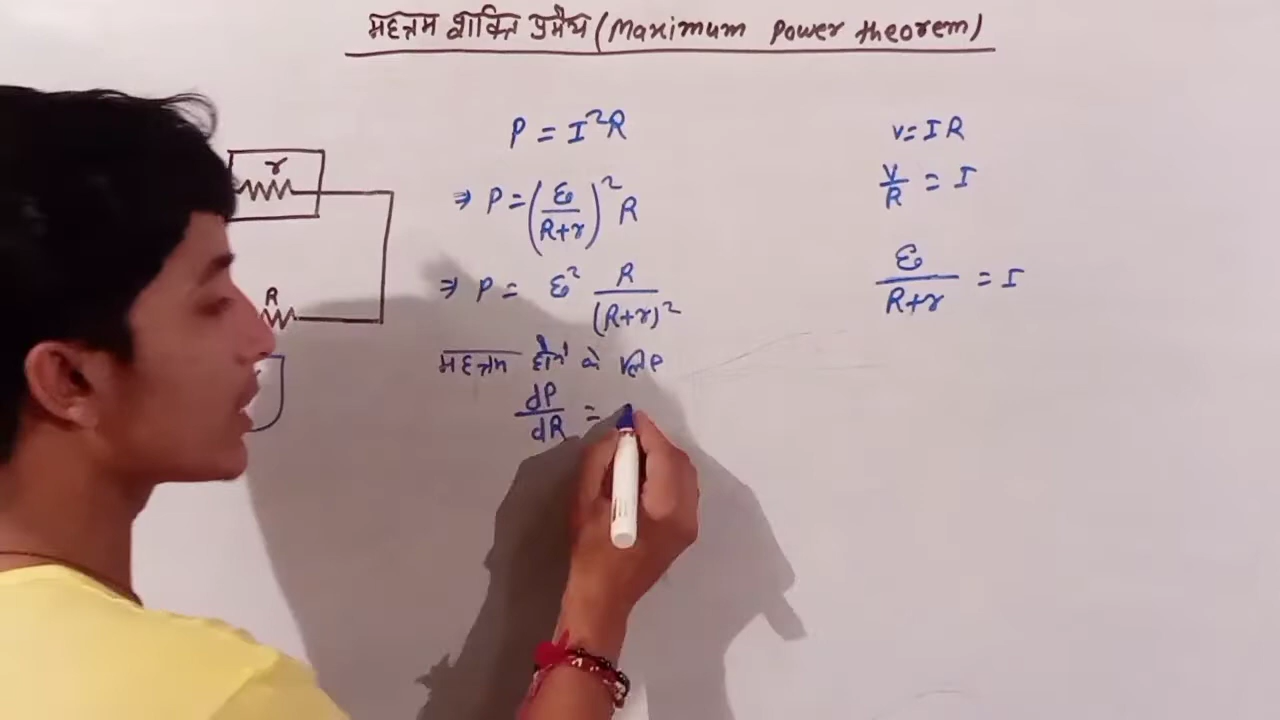 महत्तम शक्ति प्रमेय (Maximum Power theorem)
r
R
P = I²R
⇒ P = (ε/(R+r))² R
⇒ P = ε² R/(R+r)²
महत्तम होने के लिए
dP/dR =
V = IR
V/R = I
ε/(R+r) = I